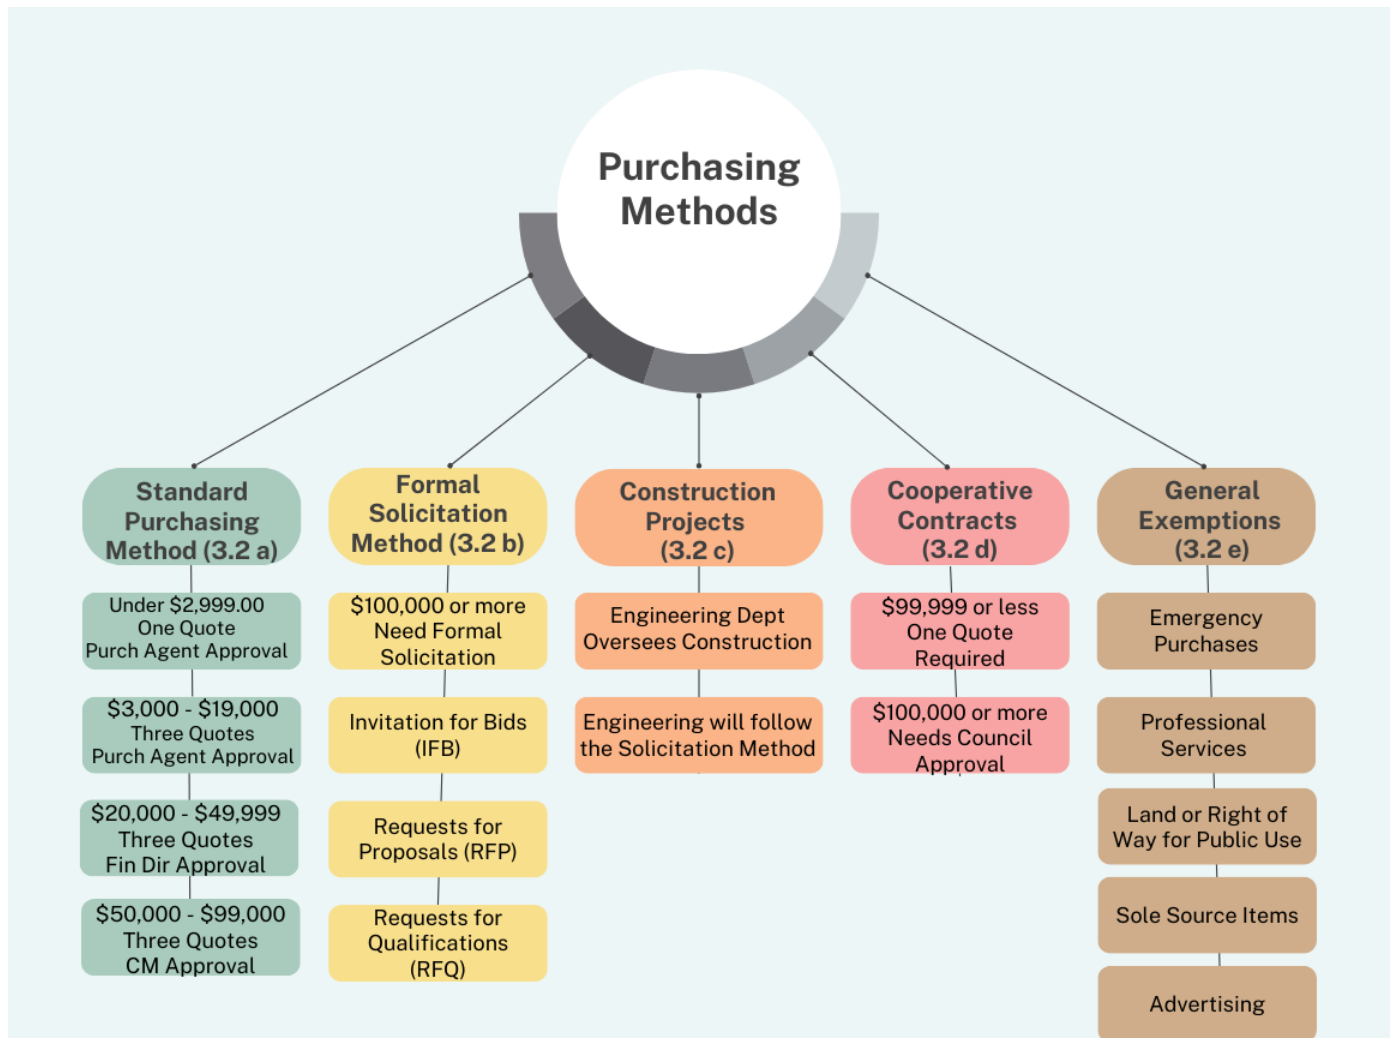 Purchasing
Methods
Standard
Purchasing
Method (3.2 a)
Under $2,999.00
One Quote
Purch Agent Approval
$3,000 - $19,000
Three Quotes
Purch Agent Approval
$20,000 - $49,999
Three Quotes
Fin Dir Approval
$50,000 - $99,000
Three Quotes
CM Approval
Formal
Solicitation
Method (3.2 b)
$100,000 or more
Need Formal
Solicitation
Invitation for Bids
(IFB)
Requests for
Proposals (RFP)
Requests for
Qualifications
(RFQ)
Construction
Projects
(3.2 c)
Engineering Dept
Oversees Construction
Engineering will follow
the Solicitation Method
Cooperative
Contracts
(3.2 d)
$99,999 or less
One Quote
Required
$100,000 or more
Needs Council
Approval
General
Exemptions
(3.2 e)
Emergency
Purchases
Professional
Services
Land or Right of
Way for Public Use
Sole Source Items
Advertising